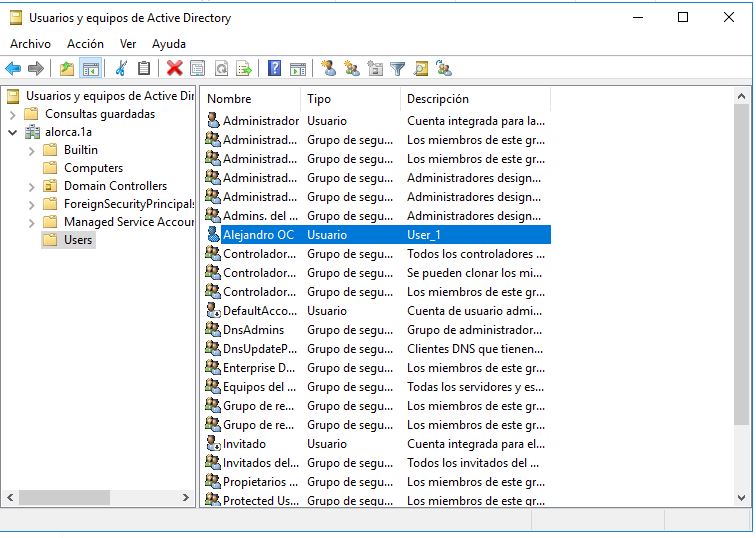 Usuarios y equipos de Active Directory
Archivo Acción Ver Ayuda
Usuarios y equipos de Active Dir
Consultas guardadas
alorca.1a
Builtin
Computers
Domain Controllers
ForeignSecurityPrincipals
Managed Service Accour
Users
Nombre Tipo Descripción
Administrador Usuario Cuenta integrada para la...
Administrad... Grupo de segu... Los miembros de este gr...
Administrad... Grupo de segu... Los miembros de este gr...
Administrad... Grupo de segu... Administradores design...
Administrad... Grupo de segu... Administradores design...
Admins. del ... Grupo de segu... Administradores design...
Alejandro OC Usuario User_1
Controlador... Grupo de segu... Todos los controladores ...
Controlador... Grupo de segu... Se pueden clonar los mi...
Controlador... Grupo de segu... Los miembros de este gr...
DefaultAcco... Usuario Cuenta de usuario admi...
DnsAdmins Grupo de segu... Grupo de administrador...
DnsUpdateP... Grupo de segu... Clientes DNS que tienen...
Enterprise D... Grupo de segu... Los miembros de este gr...
Equipos del ... Grupo de segu... Todas los servidores y es...
Grupo de re... Grupo de segu... Los miembros de este gr...
Grupo de re... Grupo de segu... Los miembros de este gr...
Invitado Usuario Cuenta integrada para el...
Invitados del... Grupo de segu... Todos los invitados del ...
Propietarios ... Grupo de segu... Los miembros de este gr...
Protected Us... Grupo de segu... Los miembros de este gr...